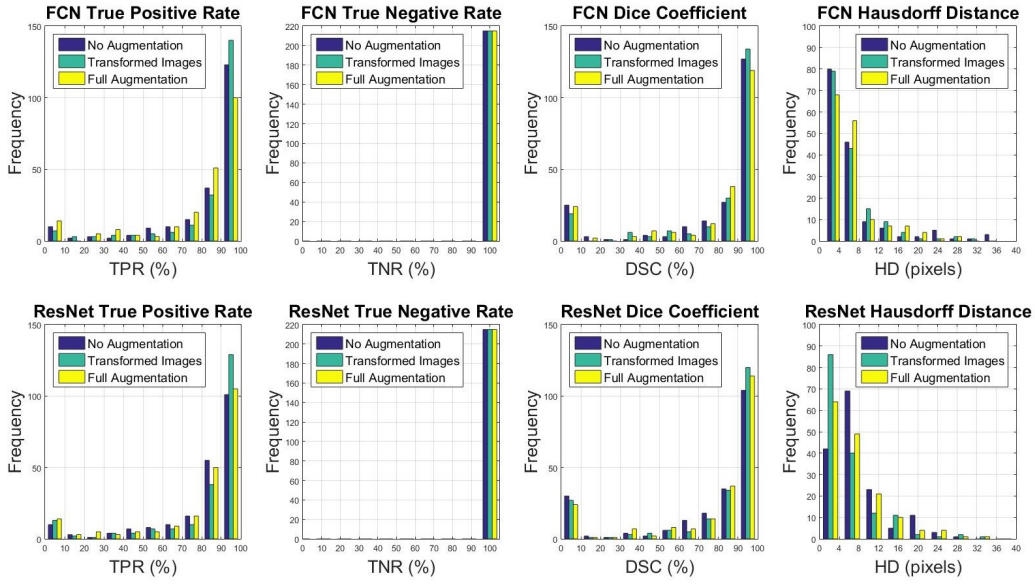 FCN True Positive Rate
150
100
50
0
Frequency
No Augmentation
Transformed Images
Full Augmentation
0 10 20 30 40 50 60 70 80 90 100
TPR (%)
FCN True Negative Rate
220
200
180
160
140
120
100
80
60
40
20
0
Frequency
No Augmentation
Transformed Images
Full Augmentation
0 10 20 30 40 50 60 70 80 90 100
TNR (%)
FCN Dice Coefficient
150
100
50
0
Frequency
No Augmentation
Transformed Images
Full Augmentation
0 10 20 30 40 50 60 70 80 90 100
DSC (%)
FCN Hausdorff Distance
100
90
80
70
60
50
40
30
20
10
0
Frequency
No Augmentation
Transformed Images
Full Augmentation
0 4 8 12 16 20 24 28 32 36 40
HD (pixels)
ResNet True Positive Rate
150
100
50
0
Frequency
No Augmentation
Transformed Images
Full Augmentation
0 10 20 30 40 50 60 70 80 90 100
TPR (%)
ResNet True Negative Rate
220
200
180
160
140
120
100
80
60
40
20
0
Frequency
No Augmentation
Transformed Images
Full Augmentation
0 10 20 30 40 50 60 70 80 90 100
TNR (%)
ResNet Dice Coefficient
150
100
50
0
Frequency
No Augmentation
Transformed Images
Full Augmentation
0 10 20 30 40 50 60 70 80 90 100
DSC (%)
ResNet Hausdorff Distance
100
90
80
70
60
50
40
30
20
10
0
Frequency
No Augmentation
Transformed Images
Full Augmentation
0 4 8 12 16 20 24 28 32 36 40
HD (pixels)